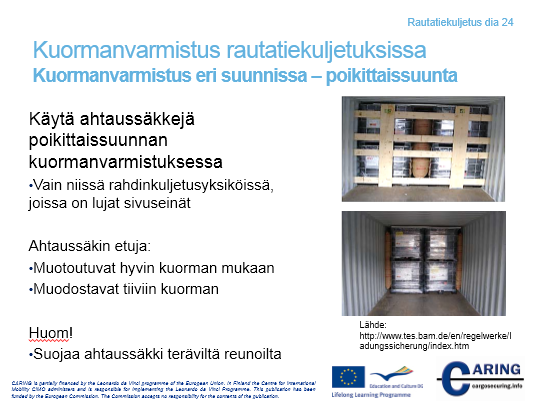 Rautatiekuljetus dia 24
Kuormanvarmistus rautatiekuljetuksissa
Kuormanvarmistus eri suunnissa – poikittaissuunta
Käytä ahtaussäkkejä
poikittaissuunnan
kuormanvarmistuksessa
•Vain niissä rahdinkuljetusyksiköissä,
joissa on lujat sivuseinät
Ahtaussäkin etuja:
•Muotoutuvat hyvin kuorman mukaan
•Muodostavat tiiviin kuorman
Huom!
•Suojaa ahtaussäkki teräviltä reunoilta
Lähde:
http://www.tes.bam.de/en/regelwerke/l
adungssicherung/index.htm
CARING is partially financed by the Leonardo da Vinci programme of the European Union. In Finland the Centre for International
Mobility CIMO administers and is responsible for implementing the Leonardo da Vinci Programme. This publication has been
funded by the European Commission. The Commission accepts no responsibility for the contents of the publication.
Education and Culture DG
Lifelong Learning Programme
CARING
cargosecuring.info